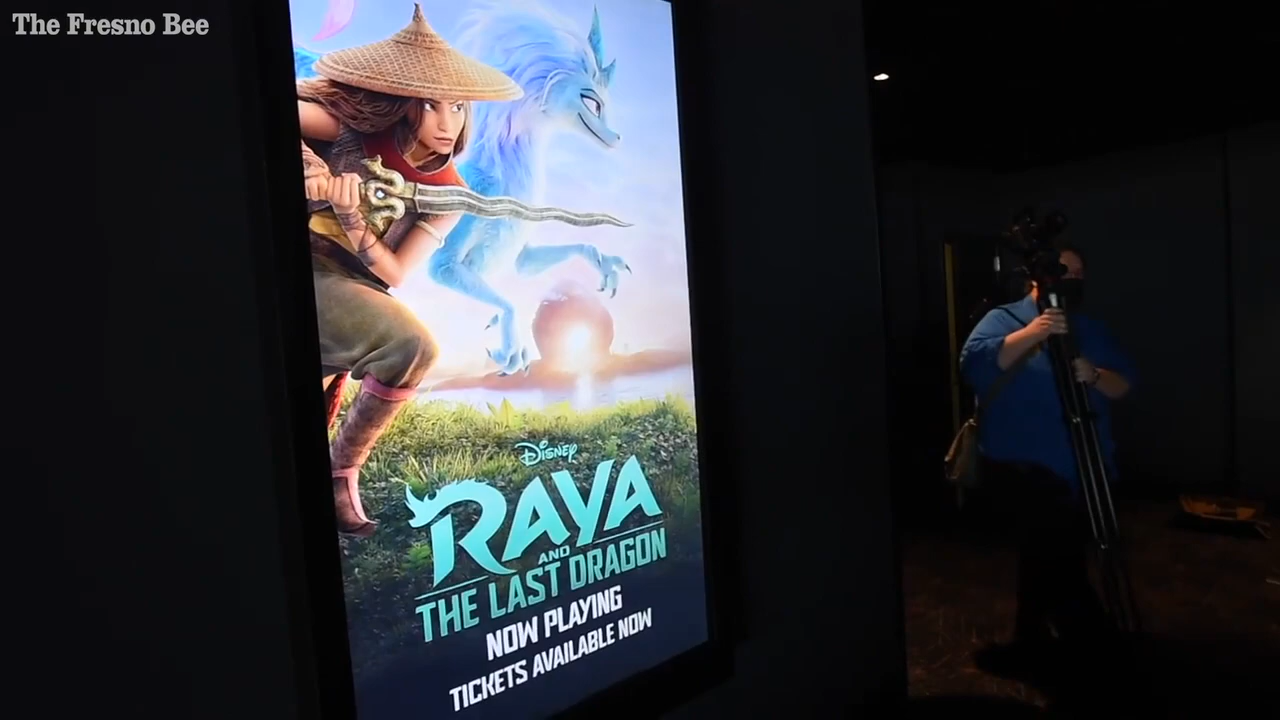 The Fresno Bee
Disney
RAYA
AND
THE LAST DRAGON
NOW PLAYING
TICKETS AVAILABLE NOW